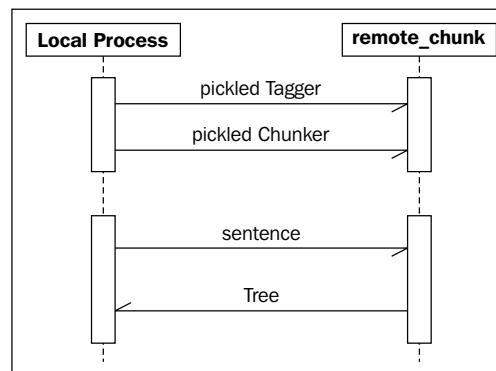 Local Process
remote_chunk
pickled Tagger
pickled Chunker
sentence
Tree